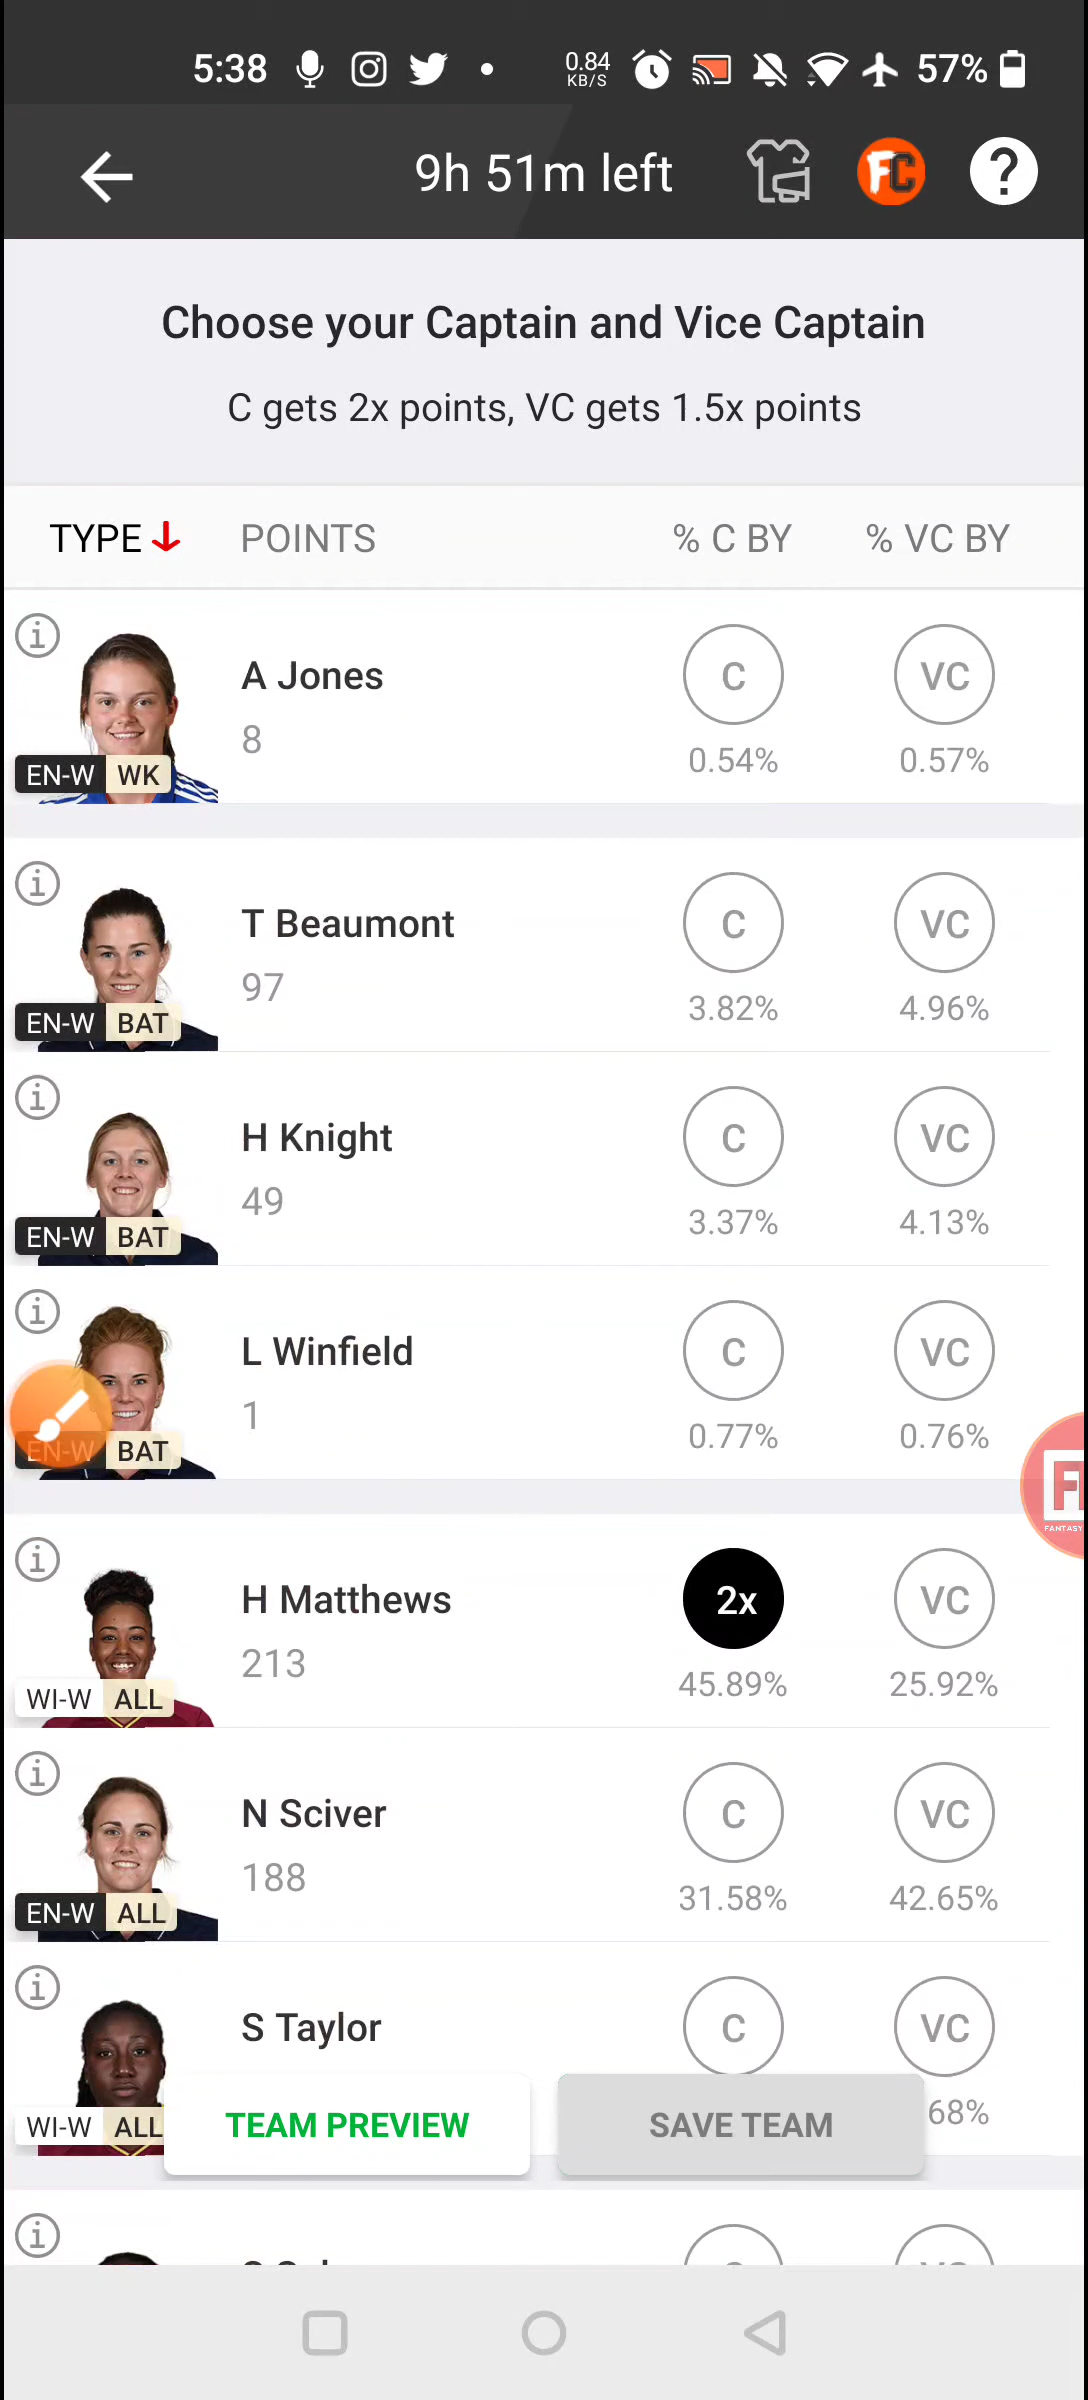 5:38 0.84 KB/S 57%
9h 51m left FC ?
Choose your Captain and Vice Captain
C gets 2x points, VC gets 1.5x points
TYPE POINTS % C BY % VC BY
A Jones C VC
8 0.54% 0.57%
EN-W WK
T Beaumont C VC
97 3.82% 4.96%
EN-W BAT
H Knight C VC
49 3.37% 4.13%
EN-W BAT
L Winfield C VC
1 0.77% 0.76%
EN-W BAT
FANTASY
H Matthews 2x VC
213 45.89% 25.92%
WI-W ALL
N Sciver C VC
188 31.58% 42.65%
EN-W ALL
S Taylor C VC
68%
WI-W ALL
TEAM PREVIEW SAVE TEAM